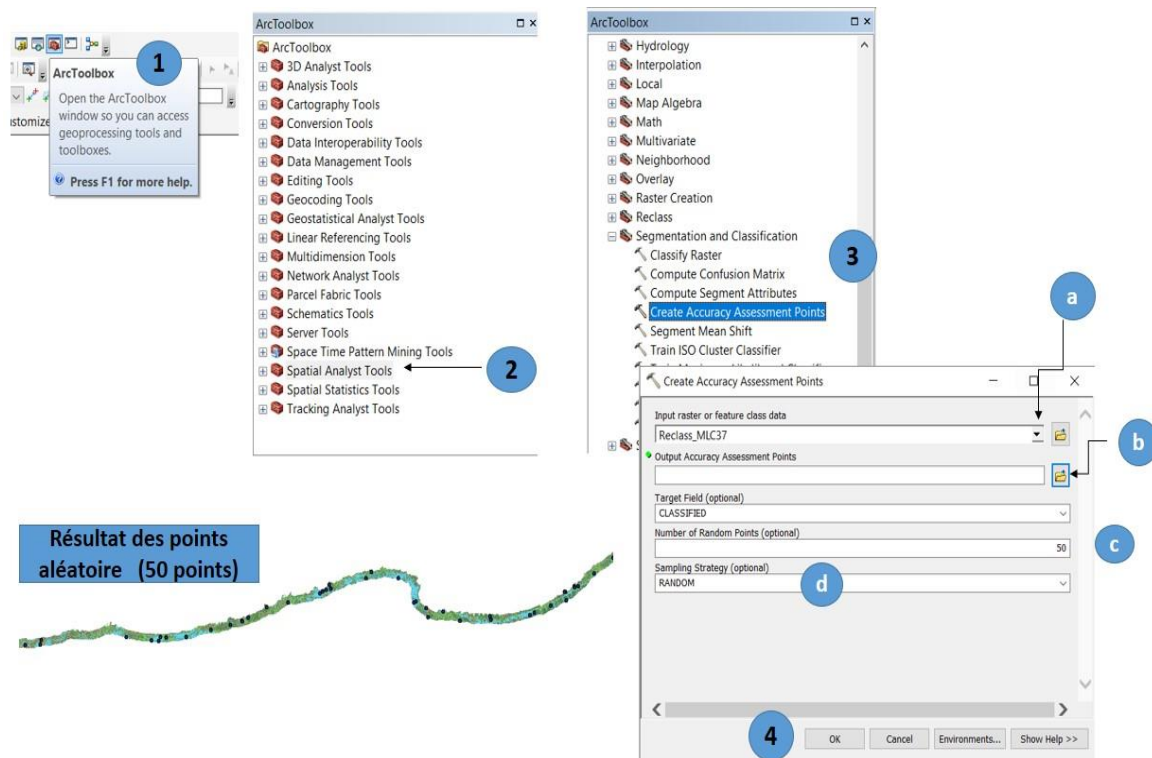 1
ArcToolbox
Open the ArcToolbox
window so you can access
geoprocessing tools and
toolboxes.
Press F1 for more help.
ustomize
ArcToolbox
ArcToolbox
3D Analyst Tools
Analysis Tools
Cartography Tools
Conversion Tools
Data Interoperability Tools
Data Management Tools
Editing Tools
Geocoding Tools
Geostatistical Analyst Tools
Linear Referencing Tools
Multidimension Tools
Network Analyst Tools
Parcel Fabric Tools
Schematics Tools
Server Tools
Space Time Pattern Mining Tools
Spatial Analyst Tools
Spatial Statistics Tools
Tracking Analyst Tools
2
ArcToolbox
Hydrology
Interpolation
Local
Map Algebra
Math
Multivariate
Neighborhood
Overlay
Raster Creation
Reclass
Segmentation and Classification
Classify Raster
Compute Confusion Matrix
Compute Segment Attributes
Create Accuracy Assessment Points
Segment Mean Shift
Train ISO Cluster Classifier
3
a
Create Accuracy Assessment Points
Input raster or feature class data
Reclass_MLC37
b
Output Accuracy Assessment Points
Target Field (optional)
CLASSIFIED
Number of Random Points (optional)
50
c
Sampling Strategy (optional)
RANDOM
d
4
OK
Cancel
Environments...
Show Help >>
Résultat des points
aléatoire (50 points)